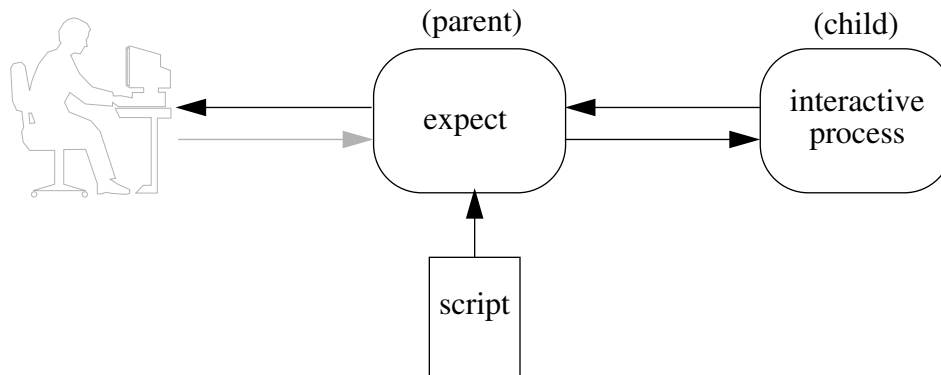 (parent)
(child)
expect
interactive
process
script